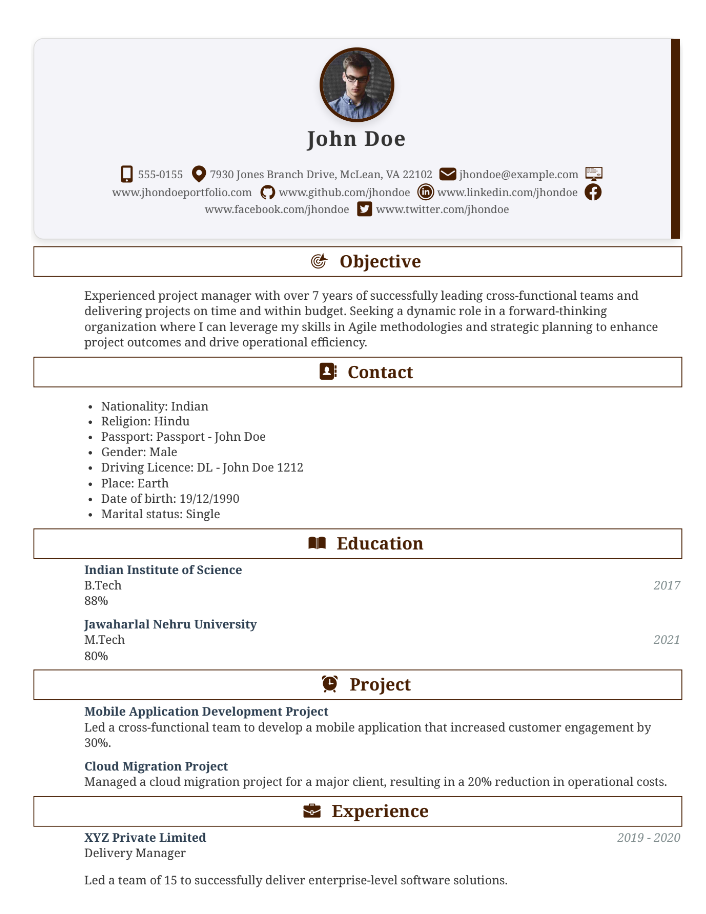 John Doe
555-0155 7930 Jones Branch Drive, McLean, VA 22102 jhondoe@example.com
www.jhondoeportfolio.com www.github.com/jhondoe www.linkedin.com/jhondoe
www.facebook.com/jhondoe www.twitter.com/jhondoe
Objective
Experienced project manager with over 7 years of successfully leading cross-functional teams and
delivering projects on time and within budget. Seeking a dynamic role in a forward-thinking
organization where I can leverage my skills in Agile methodologies and strategic planning to enhance
project outcomes and drive operational efficiency.
Contact
• Nationality: Indian
• Religion: Hindu
• Passport: Passport - John Doe
• Gender: Male
• Driving Licence: DL - John Doe 1212
• Place: Earth
• Date of birth: 19/12/1990
• Marital status: Single
Education
Indian Institute of Science
B.Tech 2017
88%
Jawaharlal Nehru University
M.Tech 2021
80%
Project
Mobile Application Development Project
Led a cross-functional team to develop a mobile application that increased customer engagement by
30%.
Cloud Migration Project
Managed a cloud migration project for a major client, resulting in a 20% reduction in operational costs.
Experience
XYZ Private Limited 2019 - 2020
Delivery Manager
Led a team of 15 to successfully deliver enterprise-level software solutions.